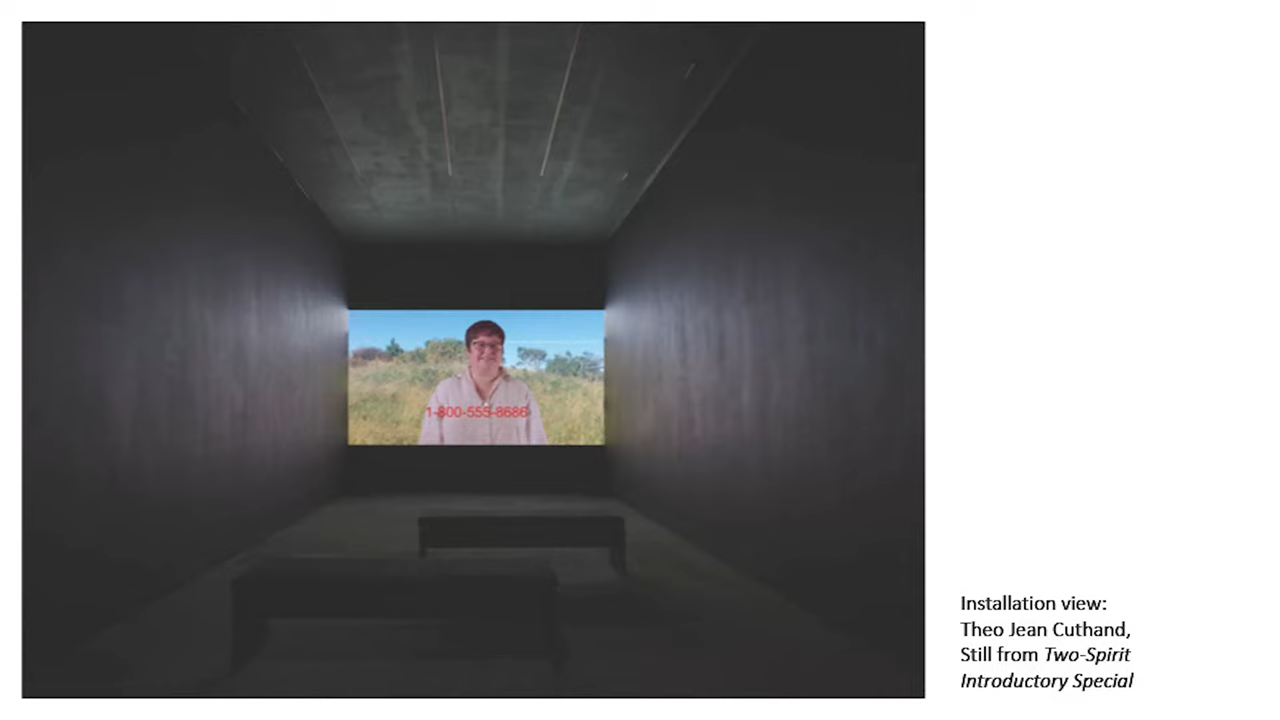 1-800-555-8686
Installation view:
Theo Jean Cuthand,
Still from Two-Spirit
Introductory Special